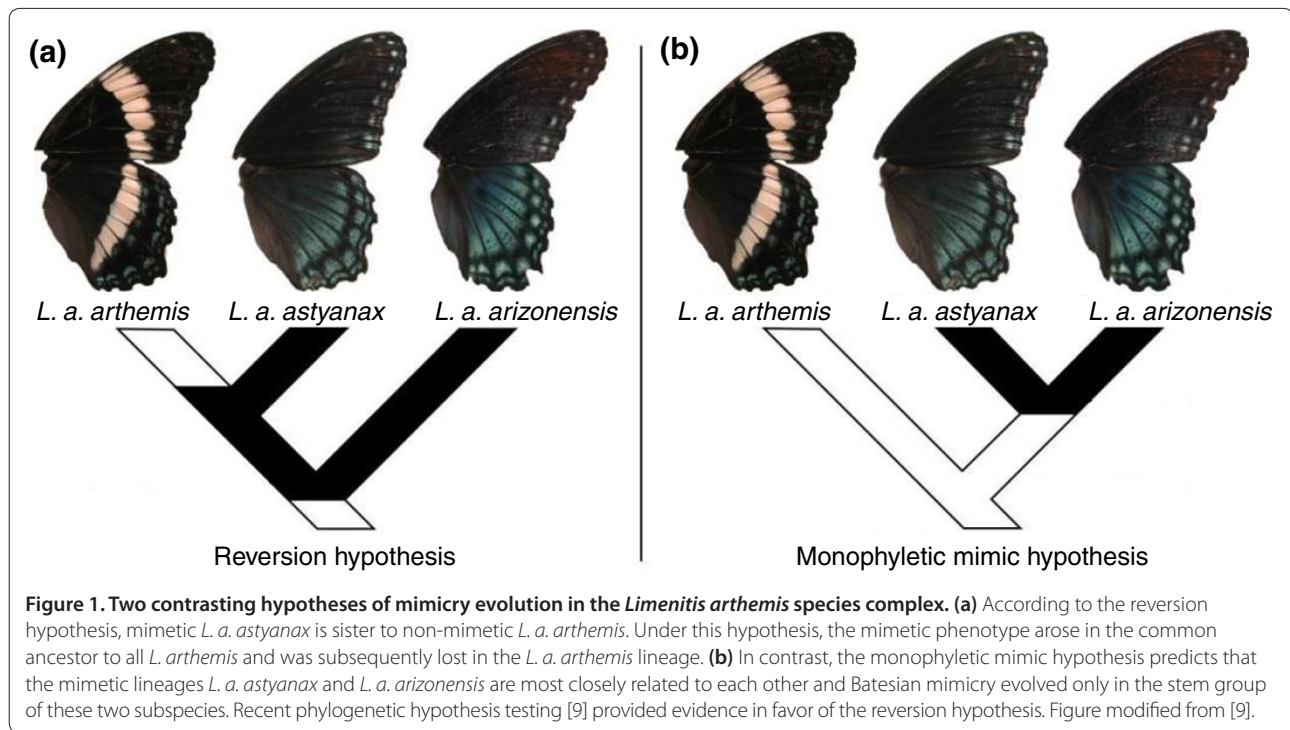 (a)
(b)
L. a. arthemis L. a. astyanax L. a. arizonensis
L. a. arthemis L. a. astyanax L. a. arizonensis
Reversion hypothesis
Monophyletic mimic hypothesis
Figure 1. Two contrasting hypotheses of mimicry evolution in the Limenitis arthemis species complex. (a) According to the reversion
hypothesis, mimetic L. a. astyanax is sister to non-mimetic L. a. arthemis. Under this hypothesis, the mimetic phenotype arose in the common
ancestor to all L. arthemis and was subsequently lost in the L. a. arthemis lineage. (b) In contrast, the monophyletic mimic hypothesis predicts that
the mimetic lineages L. a. astyanax and L. a. arizonensis are most closely related to each other and Batesian mimicry evolved only in the stem group
of these two subspecies. Recent phylogenetic hypothesis testing [9] provided evidence in favor of the reversion hypothesis. Figure modified from [9].